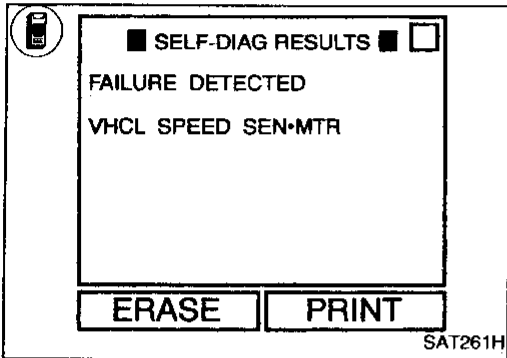 SELF-DIAG RESULTS
FAILURE DETECTED
VHCL SPEED SEN•MTR
ERASE PRINT
SAT261H